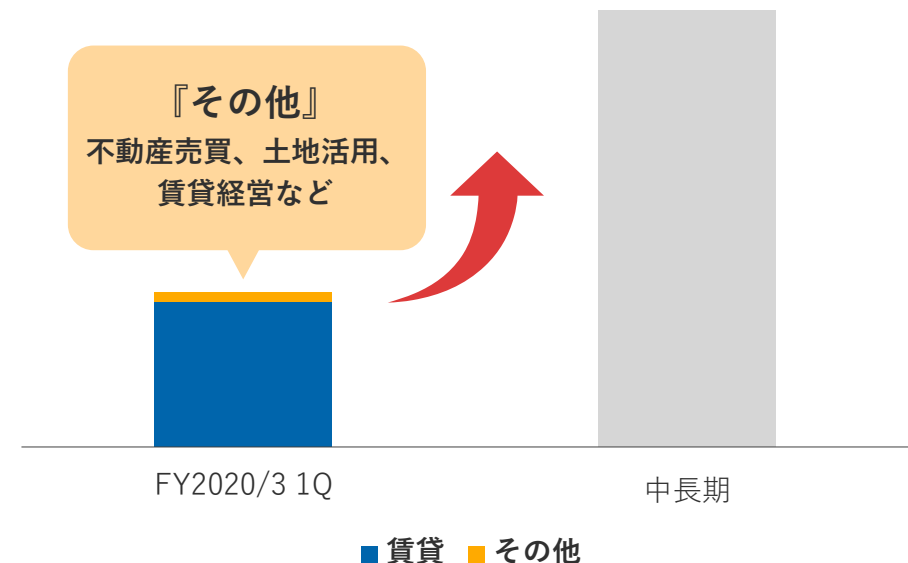 『その他』
不動産売買、土地活用、
賃貸経営など
FY2020/3 1Q
中長期
賃貸 その他